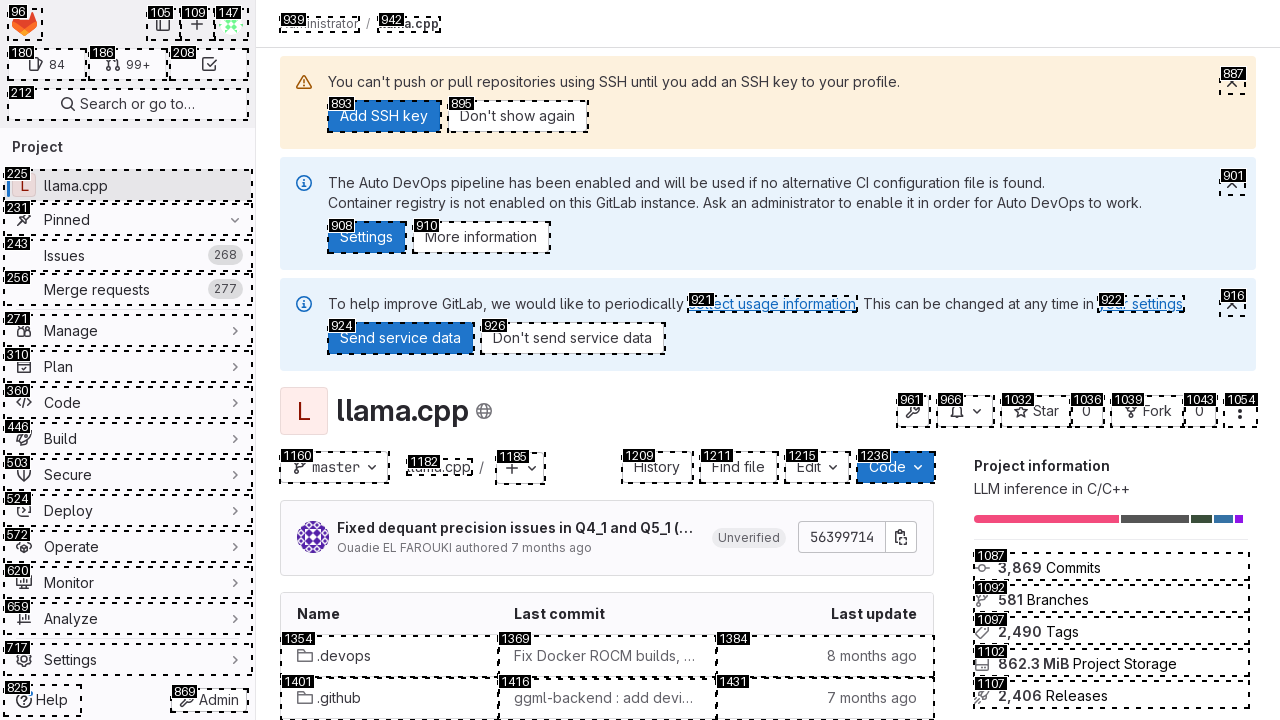 96
105
109
147
180
84
186
99+
208
212
Search or go to…
Project
225
L
llama.cpp
231
Pinned
243
Issues
268
256
Merge requests
277
271
Manage
310
Plan
360
Code
446
Build
503
Secure
524
Deploy
572
Operate
620
Monitor
659
Analyze
717
Settings
825
Help
869
Admin
939
/
942
You can't push or pull repositories using SSH until you add an SSH key to your profile.
887
893
Add SSH key
895
Don't show again
The Auto DevOps pipeline has been enabled and will be used if no alternative CI configuration file is found.
901
Container registry is not enabled on this GitLab instance. Ask an administrator to enable it in order for Auto DevOps to work.
908
Settings
910
More information
To help improve GitLab, we would like to periodically
921
usage information
. This can be changed at any time in
922
settings
.
916
924
Send service data
926
Don't send service data
L
llama.cpp
961
966
1032
Star
1036
0
1039
Fork
1043
0
1054
1160
master
1182
llama.cpp /
1185
1209
History
1211
Find file
1215
Edit
1236
Code
Fixed dequant precision issues in Q4_1 and Q5_1 (…
Ouadie EL FAROUKI authored 7 months ago
Unverified
56399714
Name
Last commit
Last update
1354
.devops
1369
Fix Docker ROCM builds, …
1384
8 months ago
1401
.github
1416
ggml-backend : add devi…
1431
7 months ago
Project information
LLM inference in C/C++
1087
3,869 Commits
1092
581 Branches
1097
2,490 Tags
1102
862.3 MiB Project Storage
1107
2,406 Releases